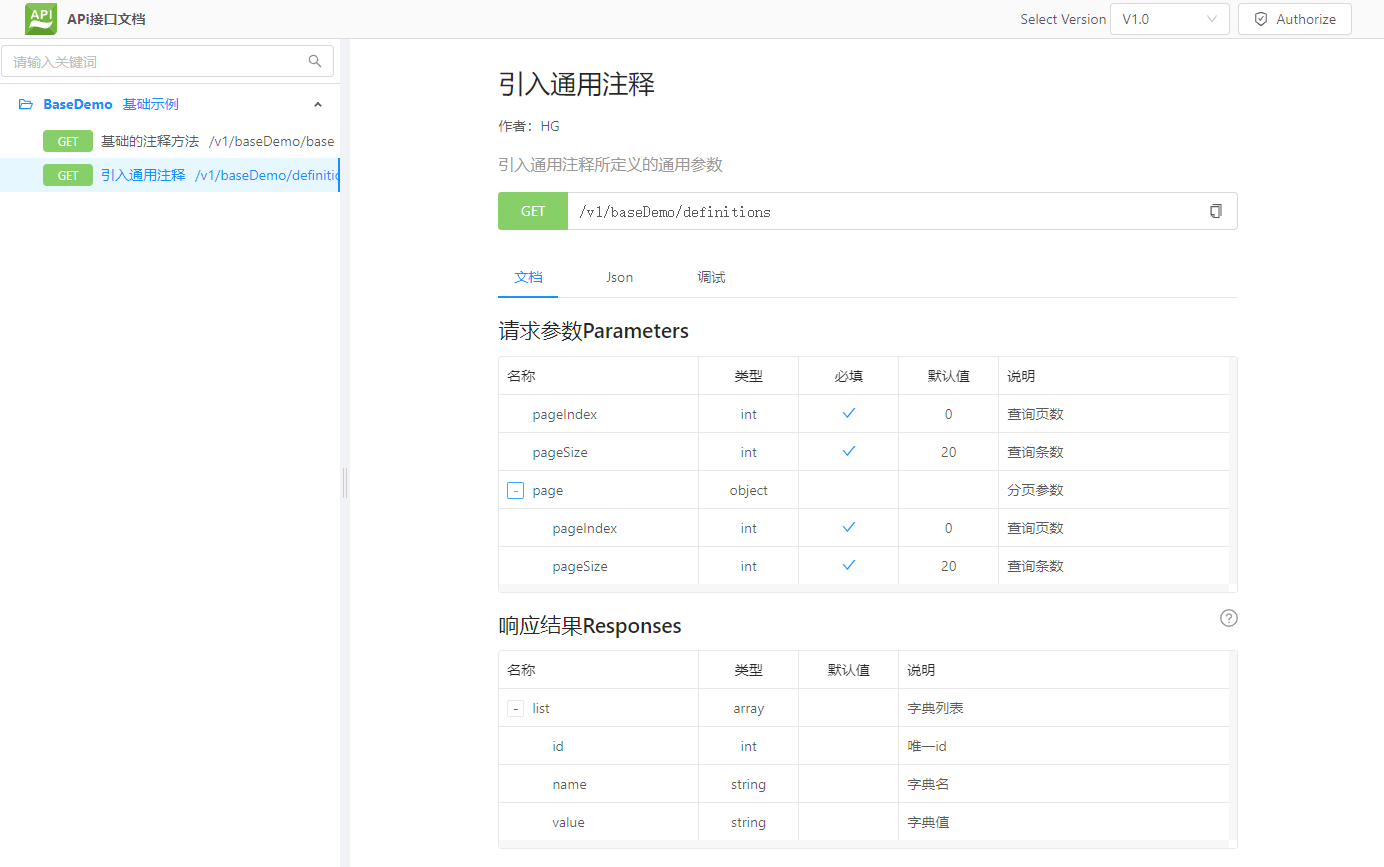 API APi接口文档 Select Version V1.0 Authorize
请输入关键词
BaseDemo 基础示例
GET 基础的注释方法 /v1/baseDemo/base
GET 引入通用注释 /v1/baseDemo/definitic
引入通用注释
作者：HG
引入通用注释所定义的通用参数
GET /v1/baseDemo/definitions
文档 Json 调试
请求参数Parameters
名称 类型 必填 默认值 说明
pageIndex int 0 查询页数
pageSize int 20 查询条数
- page object 分页参数
pageIndex int 0 查询页数
pageSize int 20 查询条数
响应结果Responses ?
名称 类型 默认值 说明
- list array 字典列表
id int 唯一id
name string 字典名
value string 字典值